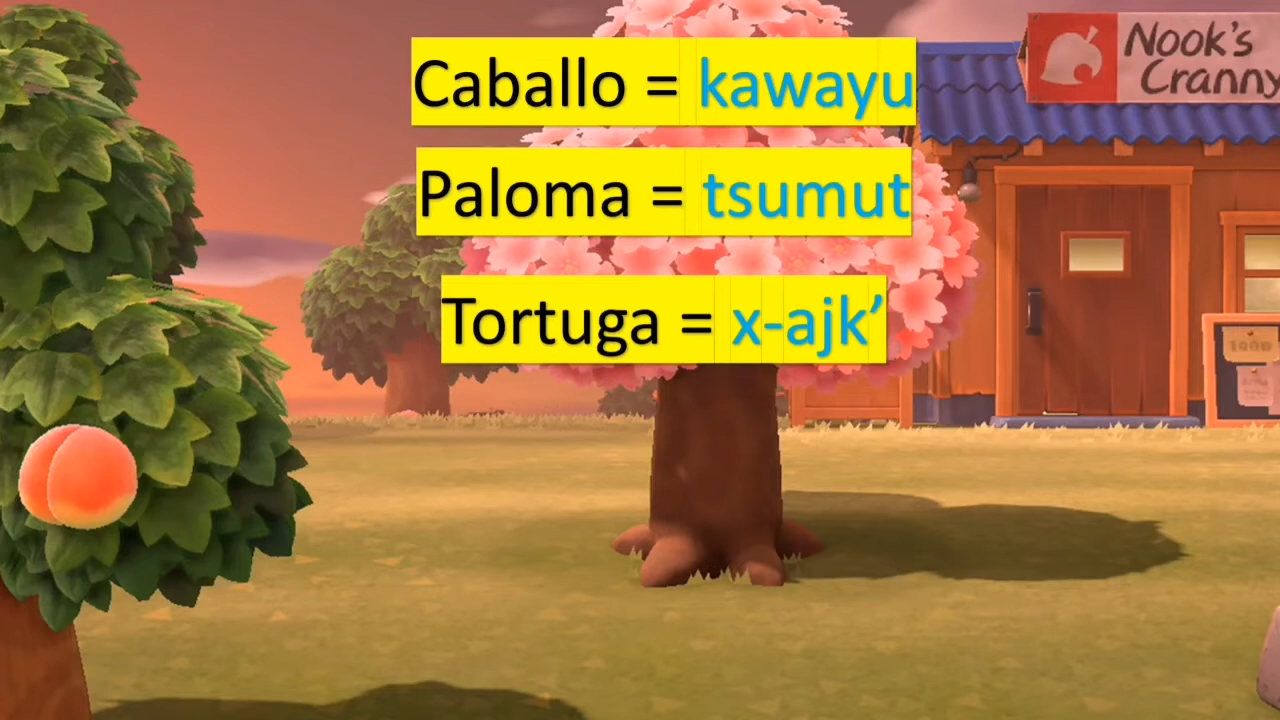 Nook's
Cranny
Caballo = kawayu
Paloma = tsumut
Tortuga = x-ajk’